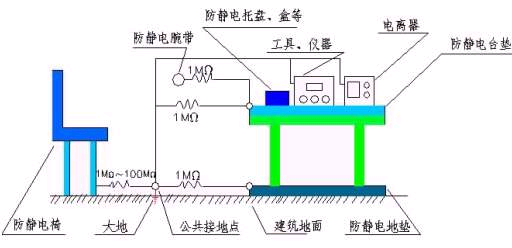 防静电托盘、盒等
电离器
防静电腕带
工具、仪器
防静电台垫
1MΩ
1MΩ
1MΩ~100MΩ
1MΩ
防静电椅
大地
公共接地点
建筑地面
防静电地垫